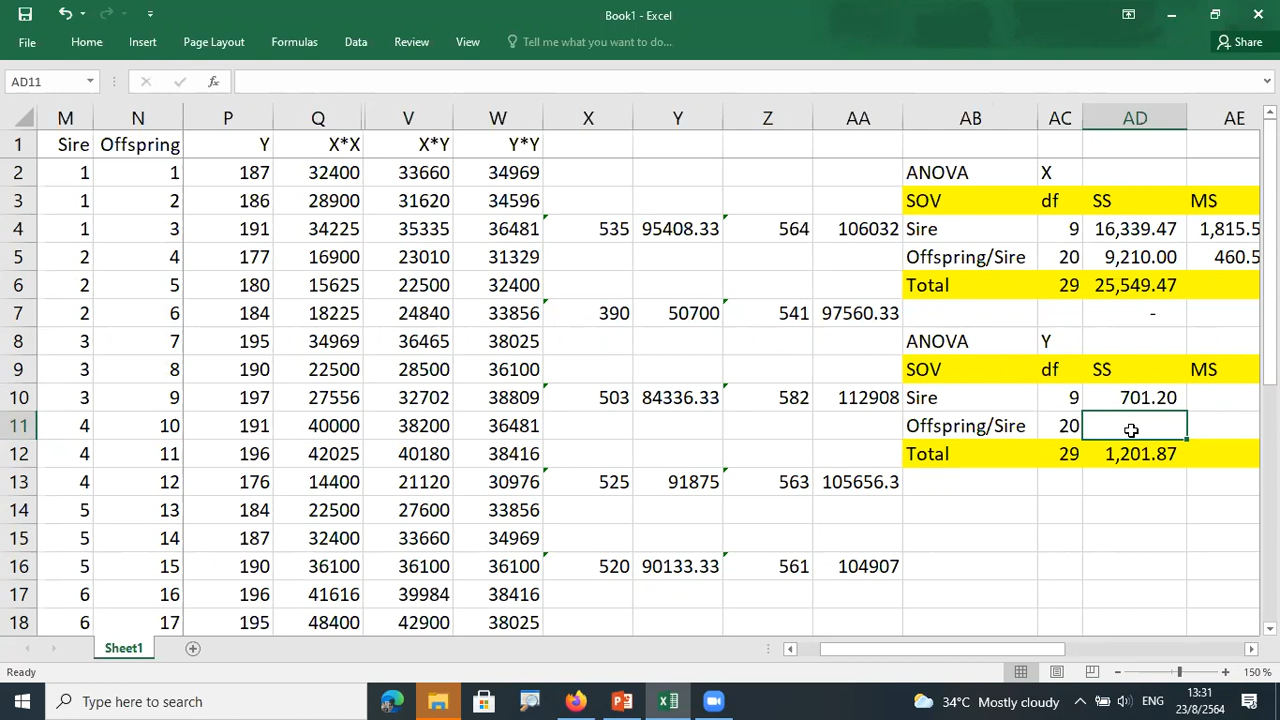 Book1 - Excel
File Home Insert Page Layout Formulas Data Review View Tell me what you want to do... Share
AD11 fx
M N P Q V W X Y Z AA AB AC AD AE
1 Sire Offspring Y X*X X*Y Y*Y
2 1 1 187 32400 33660 34969 ANOVA X
3 1 2 186 28900 31620 34596 SOV df SS MS
4 1 3 191 34225 35335 36481 535 95408.33 564 106032 Sire 9 16,339.47 1,815.5
5 2 4 177 16900 23010 31329 Offspring/Sire 20 9,210.00 460.5
6 2 5 180 15625 22500 32400 Total 29 25,549.47
7 2 6 184 18225 24840 33856 390 50700 541 97560.33 -
8 3 7 195 34969 36465 38025 ANOVA Y
9 3 8 190 22500 28500 36100 SOV df SS MS
10 3 9 197 27556 32702 38809 503 84336.33 582 112908 Sire 9 701.20
11 4 10 191 40000 38200 36481 Offspring/Sire 20
12 4 11 196 42025 40180 38416 Total 29 1,201.87
13 4 12 176 14400 21120 30976 525 91875 563 105656.3
14 5 13 184 22500 27600 33856
15 5 14 187 32400 33660 34969
16 5 15 190 36100 36100 36100 520 90133.33 561 104907
17 6 16 196 41616 39984 38416
18 6 17 195 48400 42900 38025
Sheet1
Ready 150 %
Type here to search 34°C Mostly cloudy ENG 13:31
23/8/2564